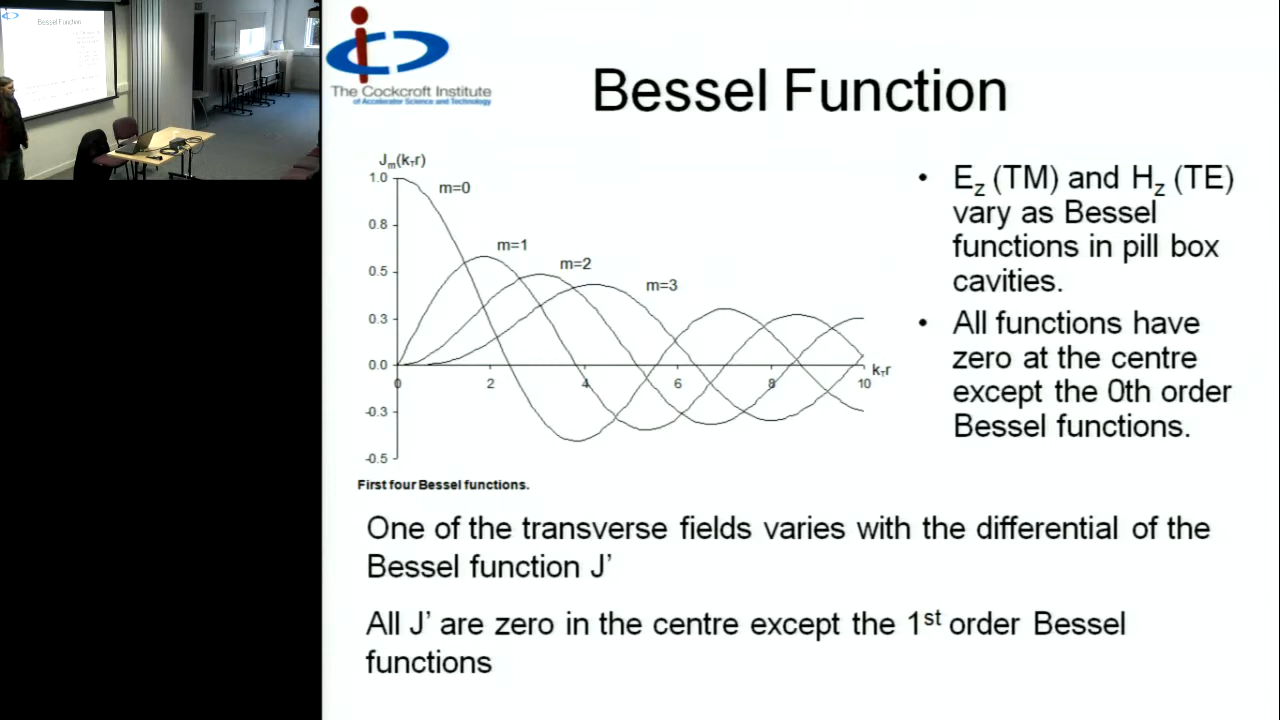 Bessel Function
The Cockcroft Institute
of Accelerator Science and Technology
Bessel Function
Jm(kTr)
1.0
0.8
0.5
0.3
0.0
-0.3
-0.5
m=0
m=1
m=2
m=3
0
2
4
6
8
10
kTr
First four Bessel functions.
• Ez (TM) and Hz (TE)
vary as Bessel
functions in pill box
cavities.
• All functions have
zero at the centre
except the 0th order
Bessel functions.
One of the transverse fields varies with the differential of the
Bessel function J’
All J’ are zero in the centre except the 1st order Bessel
functions